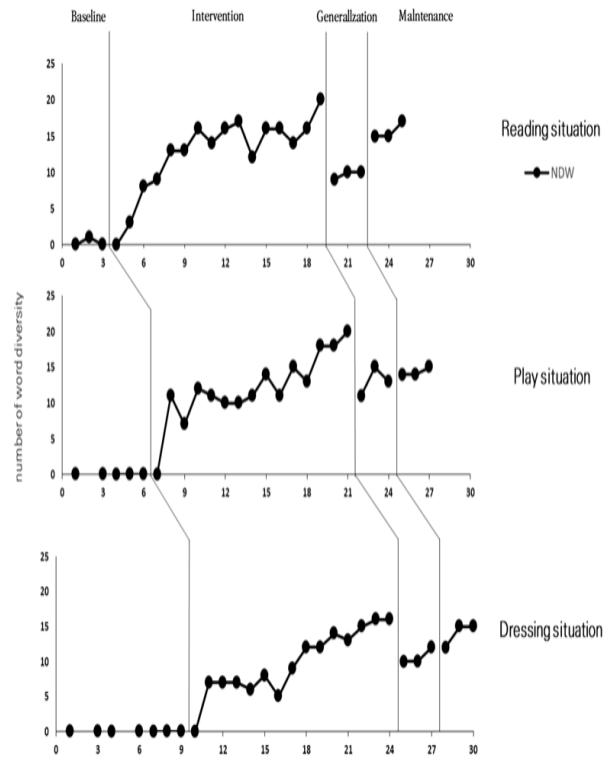 Baseline Intervention Generallzation Malntenance
25
20
15
10
5
0
0 3 6 9 12 15 18 21 24 27 30
Reading situation
NDW
number of word diversity
25
20
15
10
5
0
0 3 6 9 12 15 18 21 24 27 30
Play situation
25
20
15
10
5
0
0 3 6 9 12 15 18 21 24 27 30
Dressing situation